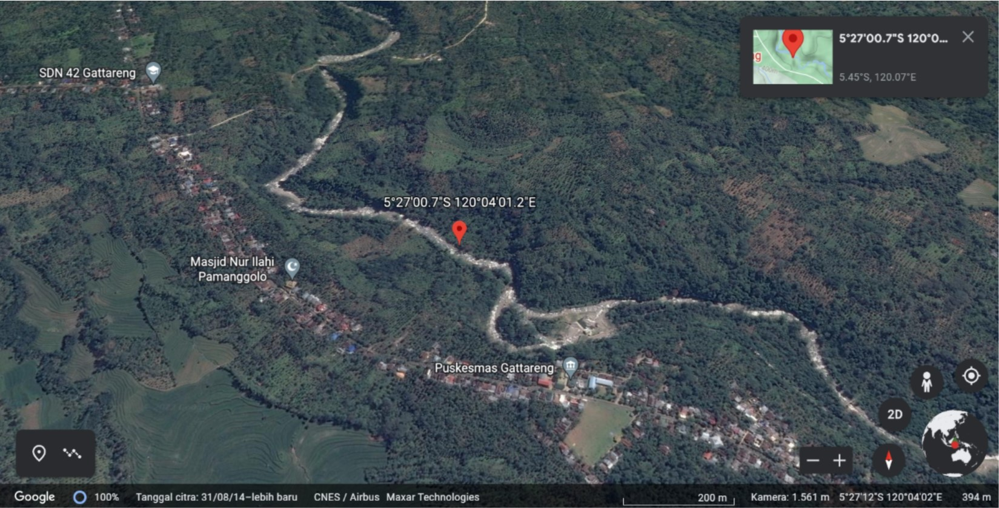 5°27'00.7"S 120°0...
5.45°S, 120.07°E
SDN 42 Gattareng
5°27'00.7"S 120°04'01.2"E
Masjid Nur Ilahi
Pamanggolo
Puskesmas Gattareng
2D
Google 100% Tanggal citra: 31/08/14–lebih baru CNES / Airbus Maxar Technologies 200 m Kamera: 1.561 m 5°27'12"S 120°04'02"E 394 m